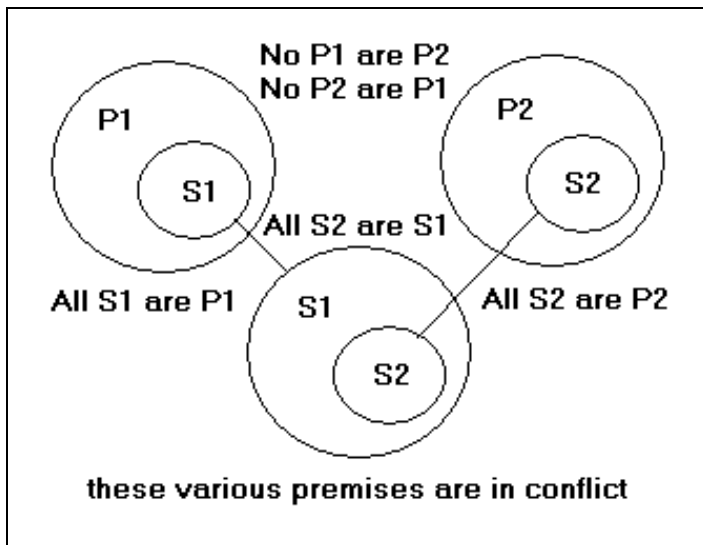 No P1 are P2
No P2 are P1
P1
P2
S1
S2
All S2 are S1
All S1 are P1
S1
All S2 are P2
S2
these various premises are in conflict